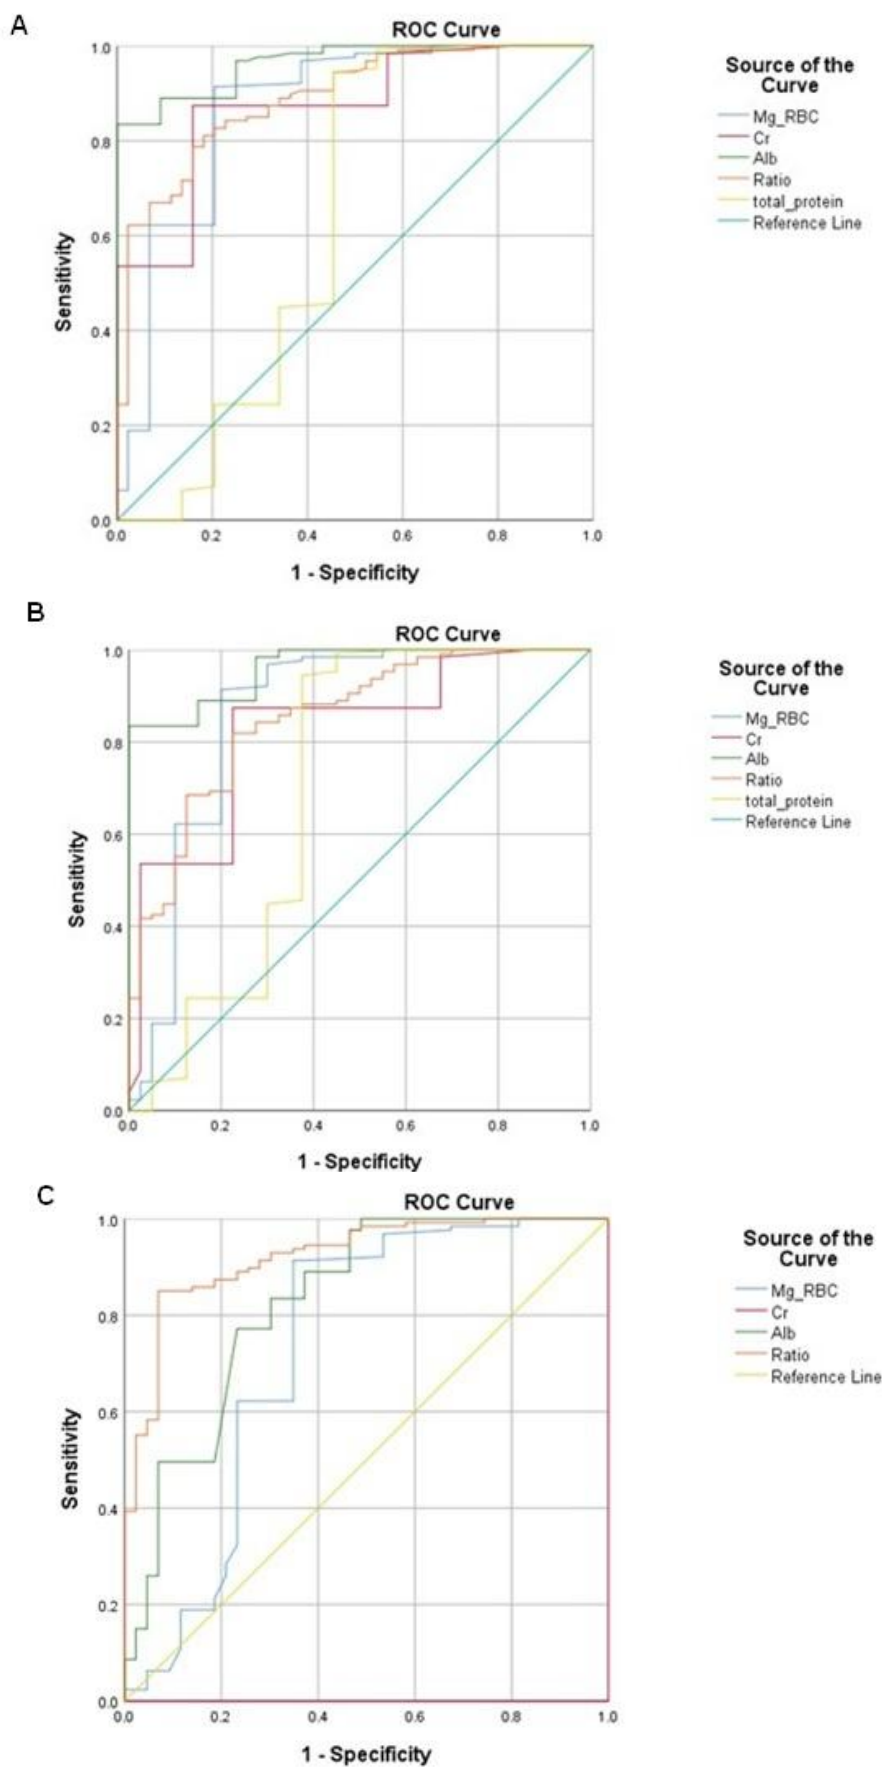 A
ROC Curve
Source of the
Curve
Mg_RBC
Cr
Alb
Ratio
total_protein
Reference Line
Sensitivity
1.0
0.8
0.6
0.4
0.2
0.0
0.0 0.2 0.4 0.6 0.8 1.0
1 - Specificity
B
ROC Curve
Source of the
Curve
Mg_RBC
Cr
Alb
Ratio
total_protein
Reference Line
Sensitivity
1.0
0.8
0.6
0.4
0.2
0.0
0.0 0.2 0.4 0.6 0.8 1.0
1 - Specificity
C
ROC Curve
Source of the
Curve
Mg_RBC
Cr
Alb
Ratio
Reference Line
Sensitivity
1.0
0.8
0.6
0.4
0.2
0.0
0.0 0.2 0.4 0.6 0.8 1.0
1 - Specificity